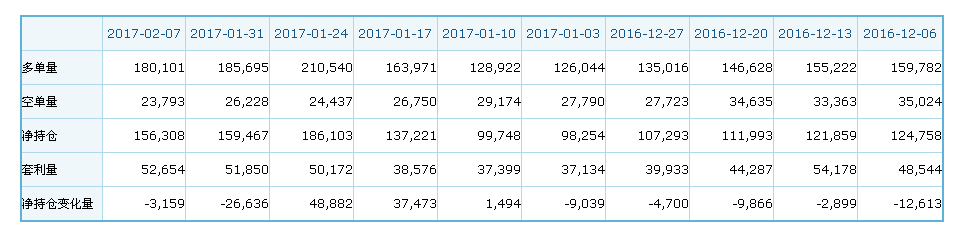 2017-02-07 2017-01-31 2017-01-24 2017-01-17 2017-01-10 2017-01-03 2016-12-27 2016-12-20 2016-12-13 2016-12-06
多单量 180,101 185,695 210,540 163,971 128,922 126,044 135,016 146,628 155,222 159,782
空单量 23,793 26,228 24,437 26,750 29,174 27,790 27,723 34,635 33,363 35,024
净持仓 156,308 159,467 186,103 137,221 99,748 98,254 107,293 111,993 121,859 124,758
套利量 52,654 51,850 50,172 38,576 37,399 37,134 39,933 44,287 54,178 48,544
净持仓变化量 -3,159 -26,636 48,882 37,473 1,494 -9,039 -4,700 -9,866 -2,899 -12,613